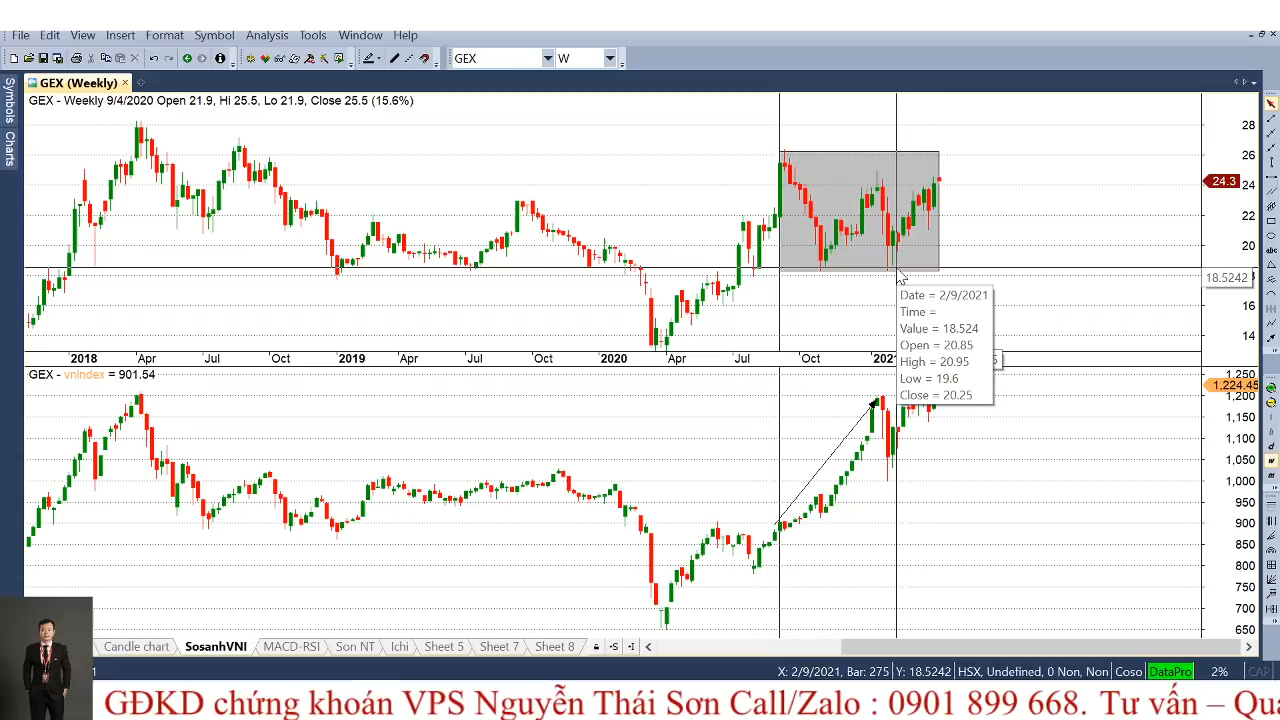 File Edit View Insert Format Symbol Analysis Tools Window Help
GEX W
Symbols
Charts
GEX (Weekly)
GEX - Weekly 9/4/2020 Open 21.9, Hi 25.5, Lo 21.9, Close 25.5 (15.6%)
28
26
24.3
24
22
20
18.5242
16
14
Date = 2/9/2021
Time =
Value = 18.524
Open = 20.85
High = 20.95
Low = 19.6
Close = 20.25
2018 Apr Jul Oct 2019 Apr Jul Oct 2020 Apr Jul Oct 2021
GEX - vnindex = 901.54
1,250
1,224.45
1,200
1,150
1,100
1,050
1,000
950
900
850
800
750
700
650
Candle chart SosanhVNI MACD-RSI Son NT Ichi Sheet 5 Sheet 7 Sheet 8
X: 2/9/2021, Bar: 275 Y: 18.5242 HSX, Undefined, 0 Non, Non Coso DataPro 2% CAP
GĐKD chứng khoán VPS Nguyễn Thái Sơn Call/Zalo : 0901 899 668. Tư vấn – Quả